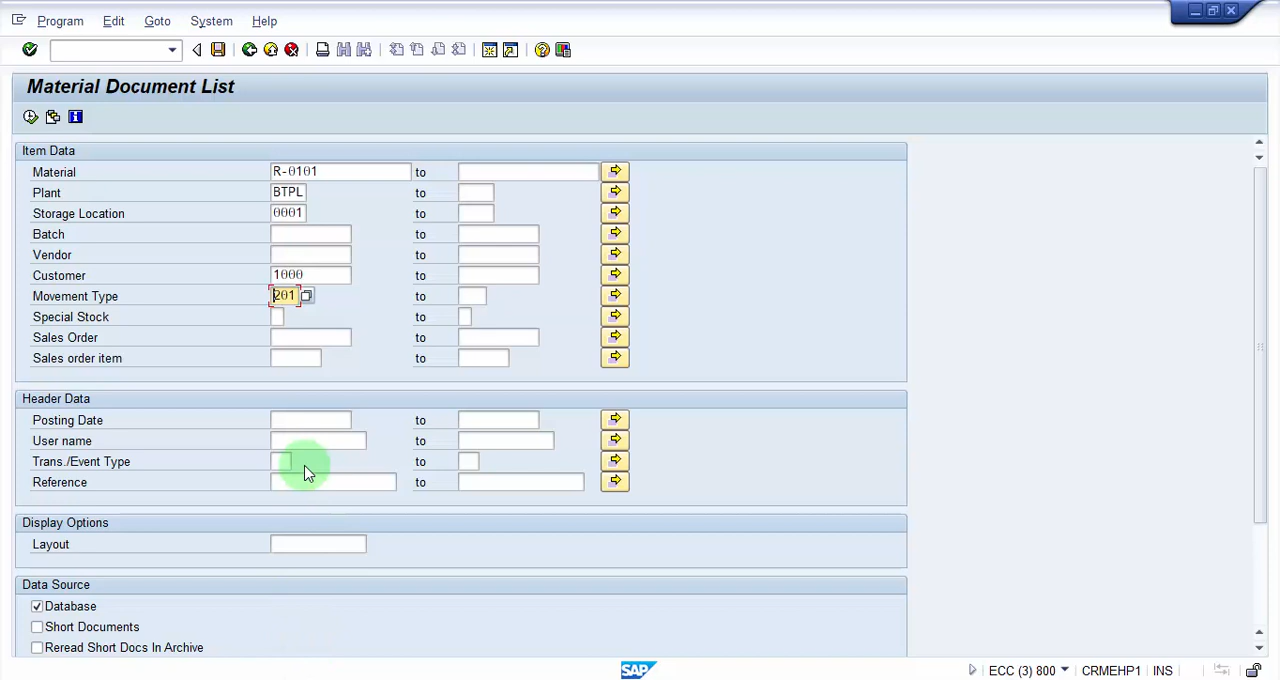 Program Edit Goto System Help
Material Document List
Item Data
Material R-0101 to
Plant BTPL to
Storage Location 0001 to
Batch to
Vendor to
Customer 1000 to
Movement Type 201 to
Special Stock to
Sales Order to
Sales order item to
Header Data
Posting Date to
User name to
Trans./Event Type to
Reference to
Display Options
Layout
Data Source
Database
Short Documents
Reread Short Docs In Archive
SAP ECC (3) 800 CRMEHP1 INS